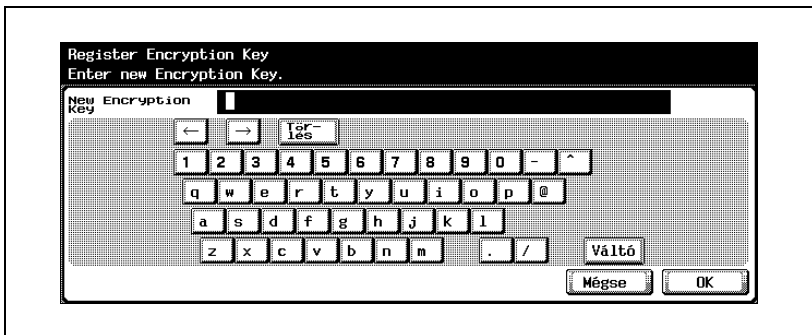 Register Encryption Key
Enter new Encryption Key.
New Encryption
Key
← → Tör-
lés
1 2 3 4 5 6 7 8 9 0 - ^
q w e r t y u i o p @
a s d f g h j k l
z x c v b n m . / Váltó
Mégse OK